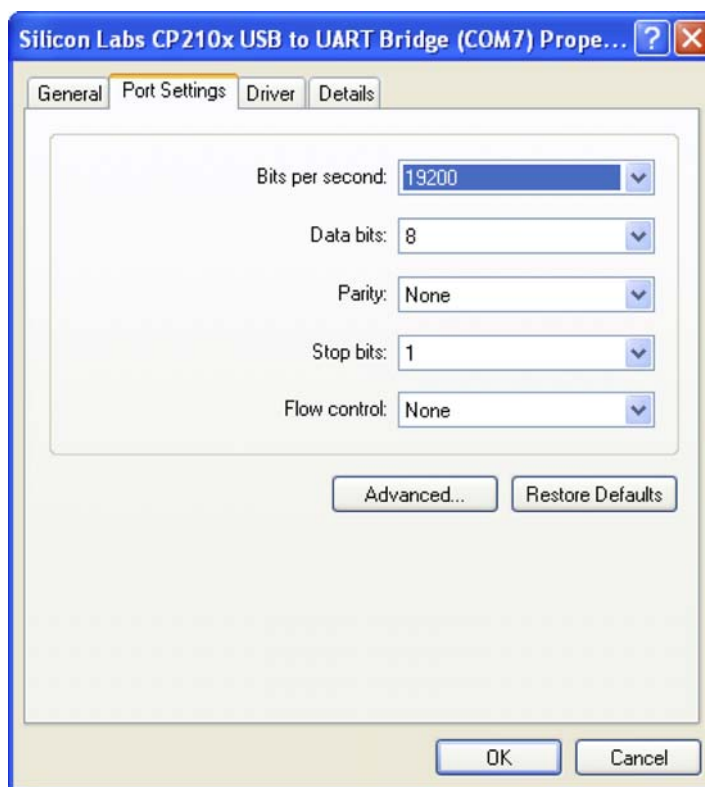 Silicon Labs CP210x USB to UART Bridge (COM7) Prope... ?
General Port Settings Driver Details
Bits per second: 19200
Data bits: 8
Parity: None
Stop bits: 1
Flow control: None
Advanced... Restore Defaults
OK Cancel